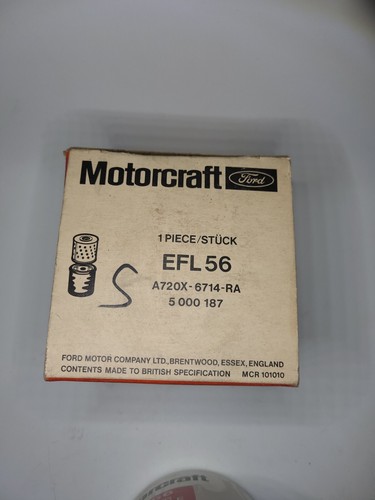 Motorcraft Ford
1 PIECE/STÜCK
EFL 56
A720X-6714-RA
5 000 187
S
FORD MOTOR COMPANY LTD., BRENTWOOD, ESSEX, ENGLAND
CONTENTS MADE TO BRITISH SPECIFICATION MCR 101010